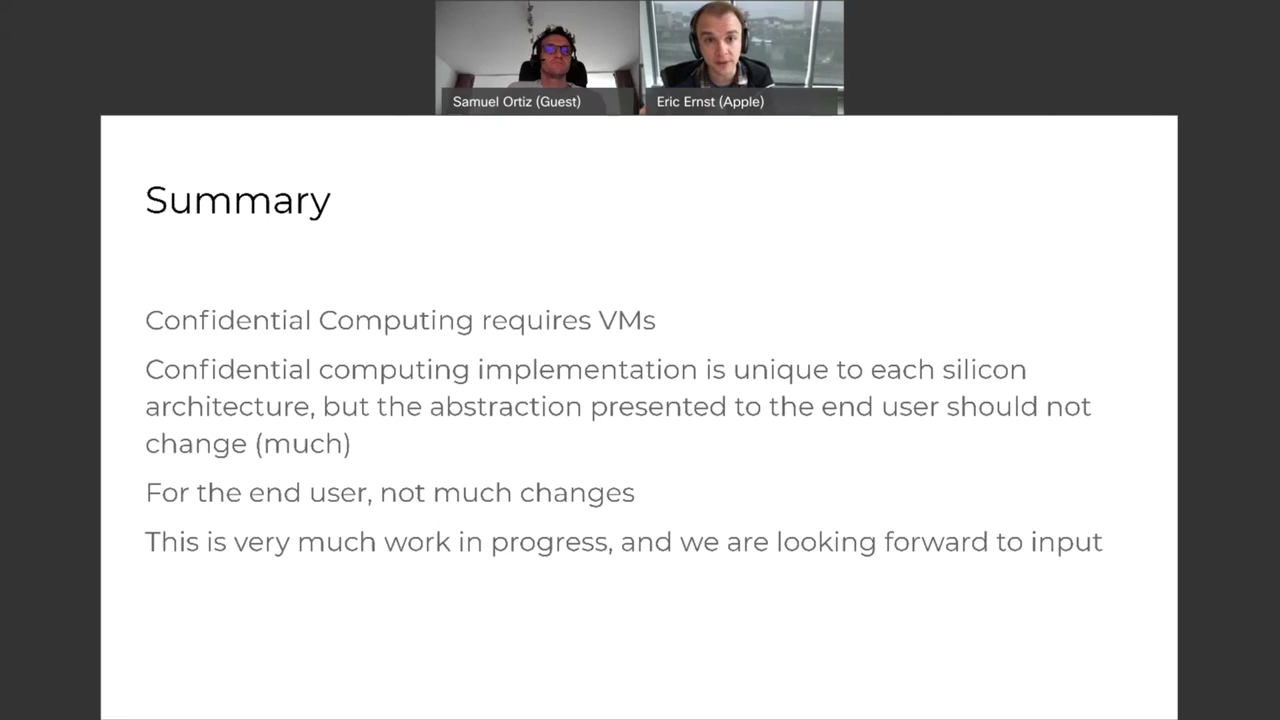 Samuel Ortiz (Guest)
Eric Ernst (Apple)
Summary
Confidential Computing requires VMs
Confidential computing implementation is unique to each silicon
architecture, but the abstraction presented to the end user should not
change (much)
For the end user, not much changes
This is very much work in progress, and we are looking forward to input